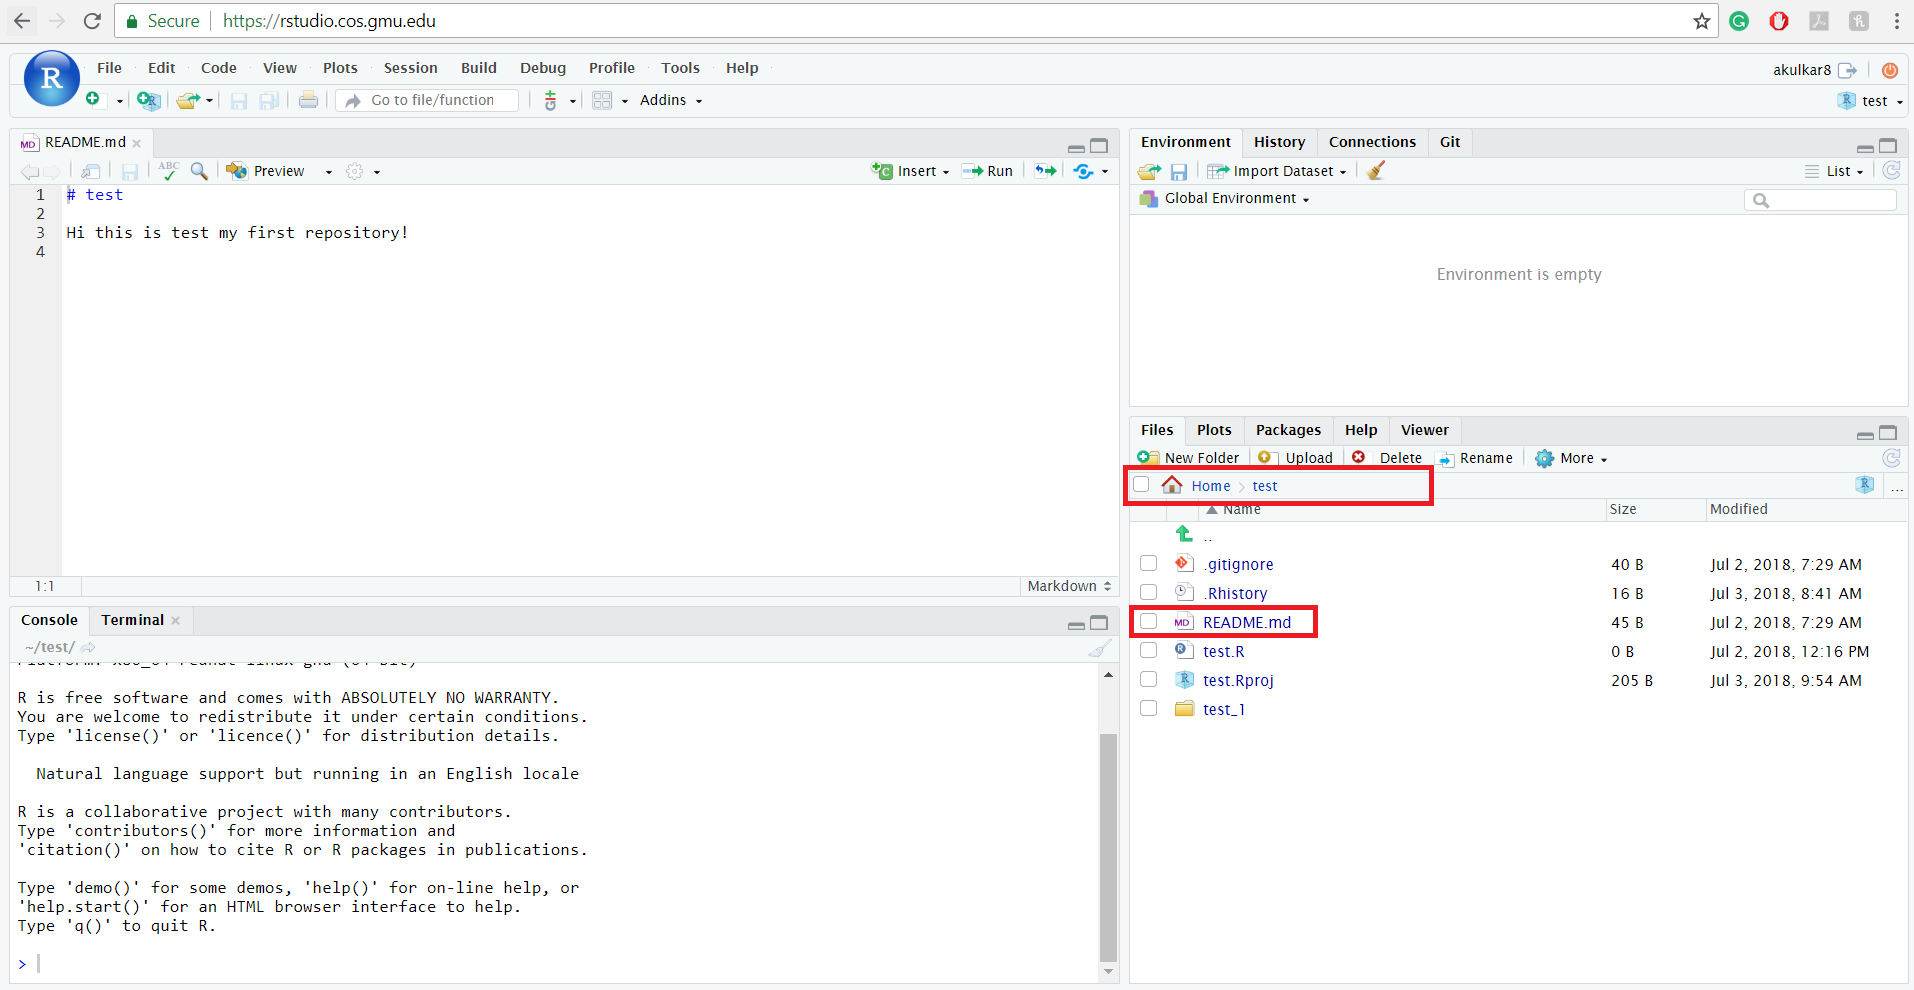 Secure https://rstudio.cos.gmu.edu
R File Edit Code View Plots Session Build Debug Profile Tools Help
akulkar8
Go to file/function Addins
test
README.md
Preview Insert Run
1 # test
2
3 Hi this is test my first repository!
4
1:1 Markdown
Console Terminal
~/test/
R is free software and comes with ABSOLUTELY NO WARRANTY.
You are welcome to redistribute it under certain conditions.
Type 'license()' or 'licence()' for distribution details.
Natural language support but running in an English locale
R is a collaborative project with many contributors.
Type 'contributors()' for more information and
'citation()' on how to cite R or R packages in publications.
Type 'demo()' for some demos, 'help()' for on-line help, or
'help.start()' for an HTML browser interface to help.
Type 'q()' to quit R.
>
Environment History Connections Git
Import Dataset List
Global Environment
Environment is empty
Files Plots Packages Help Viewer
New Folder Upload Delete Rename More
Home test ...
Name Size Modified
..
.gitignore 40 B Jul 2, 2018, 7:29 AM
.Rhistory 16 B Jul 3, 2018, 8:41 AM
README.md 45 B Jul 2, 2018, 7:29 AM
test.R 0 B Jul 2, 2018, 12:16 PM
test.Rproj 205 B Jul 3, 2018, 9:54 AM
test_1